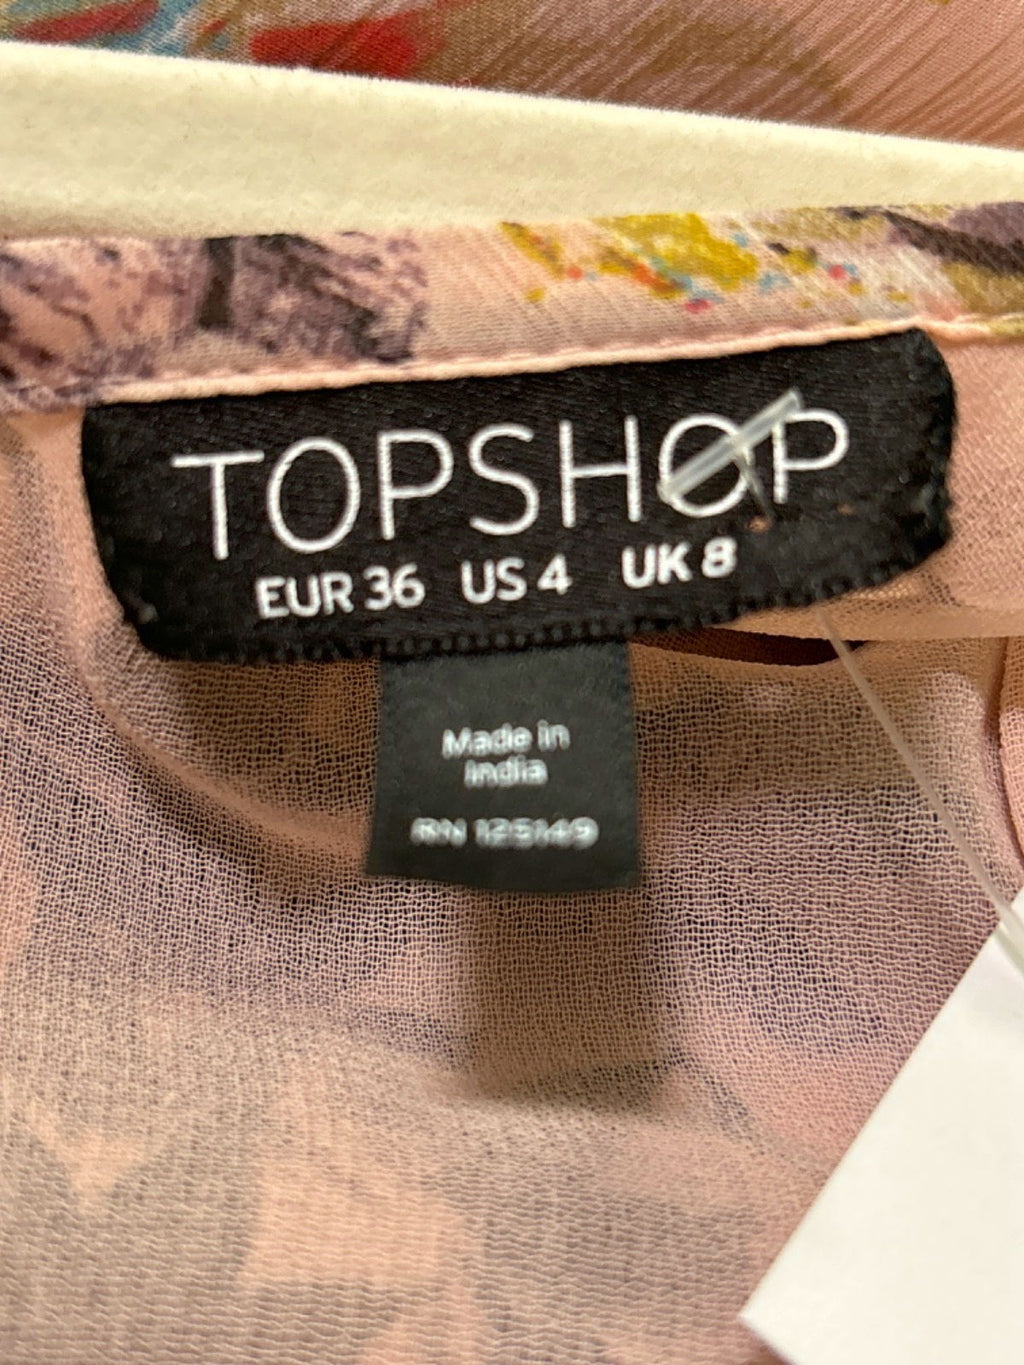 TOPSHOP
EUR 36 US 4 UK 8
Made in
India
RN 125149